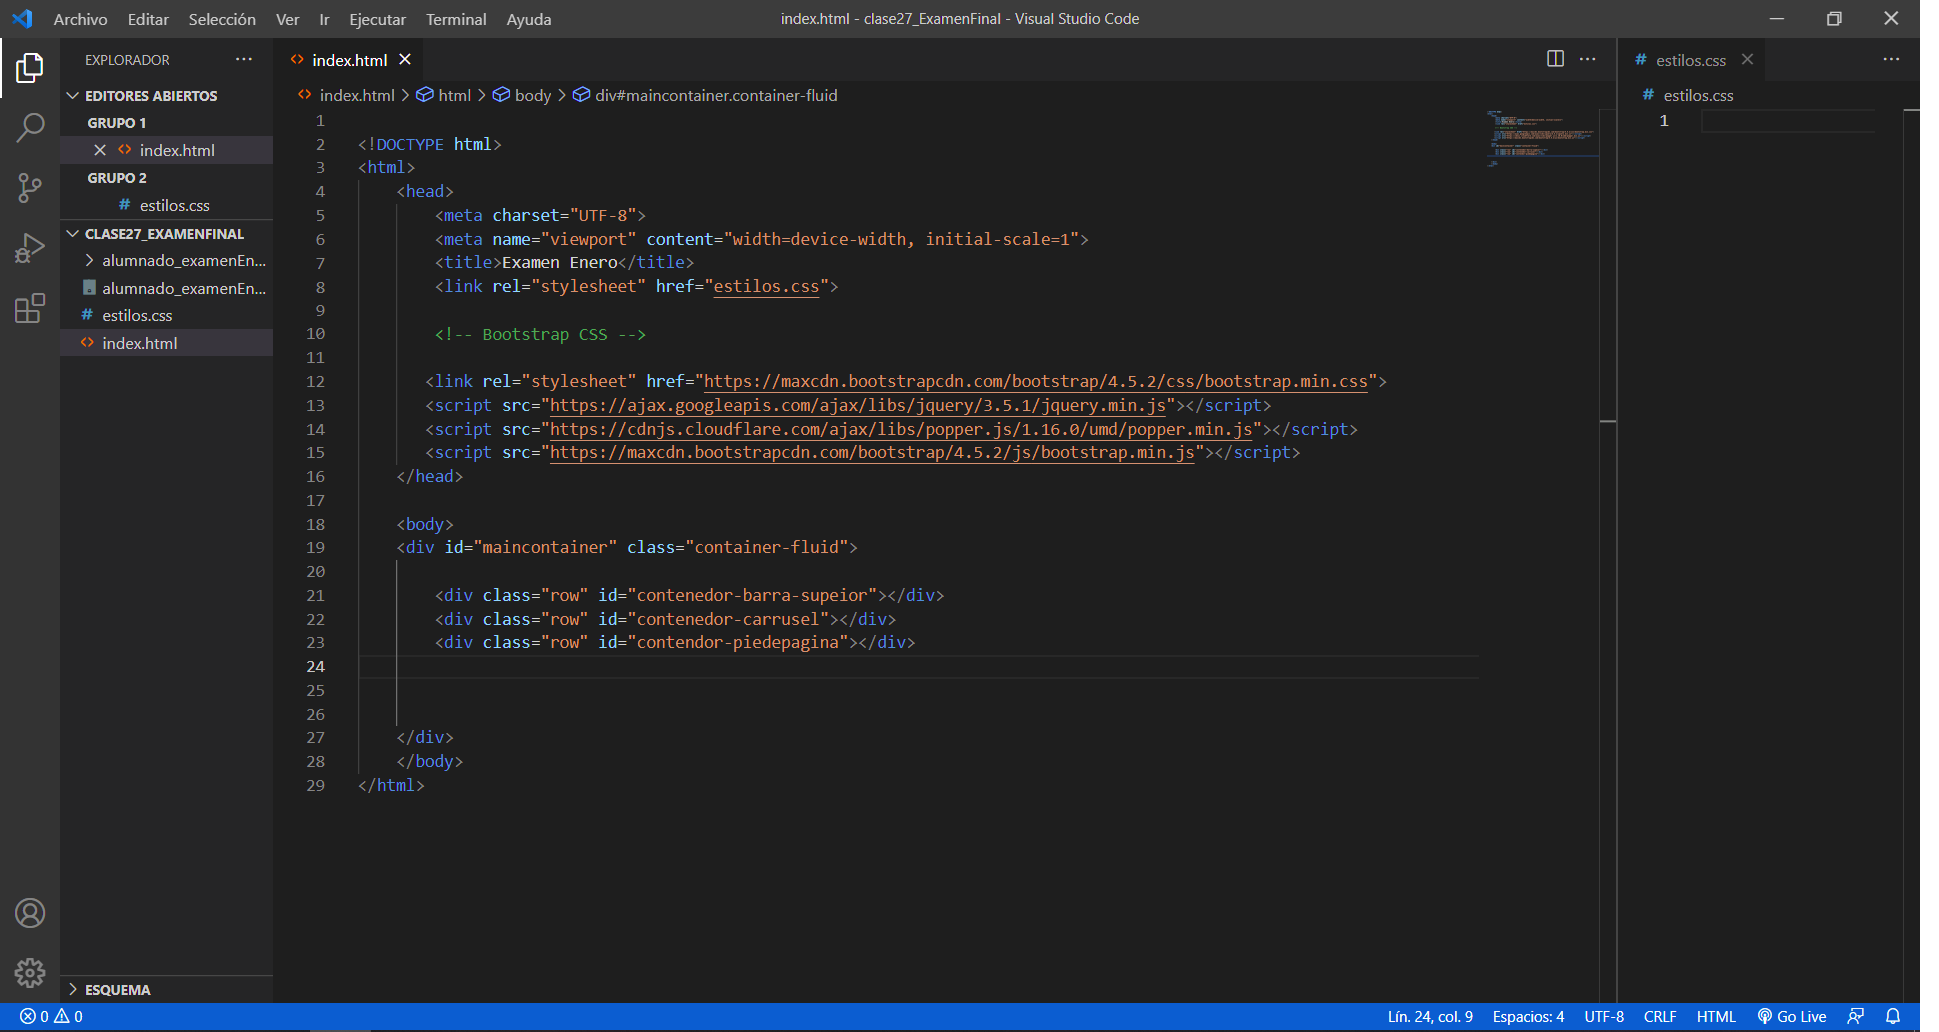 Archivo Editar Selección Ver Ir Ejecutar Terminal Ayuda
index.html - clase27_ExamenFinal - Visual Studio Code
EXPLORADOR
EDITORES ABIERTOS
GRUPO 1
index.html
GRUPO 2
# estilos.css
CLASE27_EXAMENFINAL
alumnado_examenEn...
alumnado_examenEn...
# estilos.css
<> index.html
ESQUEMA
<> index.html
<> index.html > html > body > div#maincontainer.container-fluid
1
2 <!DOCTYPE html>
3 <html>
4 <head>
5 <meta charset="UTF-8">
6 <meta name="viewport" content="width=device-width, initial-scale=1">
7 <title>Examen Enero</title>
8 <link rel="stylesheet" href="estilos.css">
9
10 <!-- Bootstrap CSS -->
11
12 <link rel="stylesheet" href="https://maxcdn.bootstrapcdn.com/bootstrap/4.5.2/css/bootstrap.min.css">
13 <script src="https://ajax.googleapis.com/ajax/libs/jquery/3.5.1/jquery.min.js"></script>
14 <script src="https://cdnjs.cloudflare.com/ajax/libs/popper.js/1.16.0/umd/popper.min.js"></script>
15 <script src="https://maxcdn.bootstrapcdn.com/bootstrap/4.5.2/js/bootstrap.min.js"></script>
16 </head>
17
18 <body>
19 <div id="maincontainer" class="container-fluid">
20
21 <div class="row" id="contenedor-barra-supeior"></div>
22 <div class="row" id="contenedor-carrusel"></div>
23 <div class="row" id="contendor-piedepagina"></div>
24
25
26
27 </div>
28 </body>
29 </html>
# estilos.css
# estilos.css
1
0 0
Lín. 24, col. 9 Espacios: 4 UTF-8 CRLF HTML Go Live